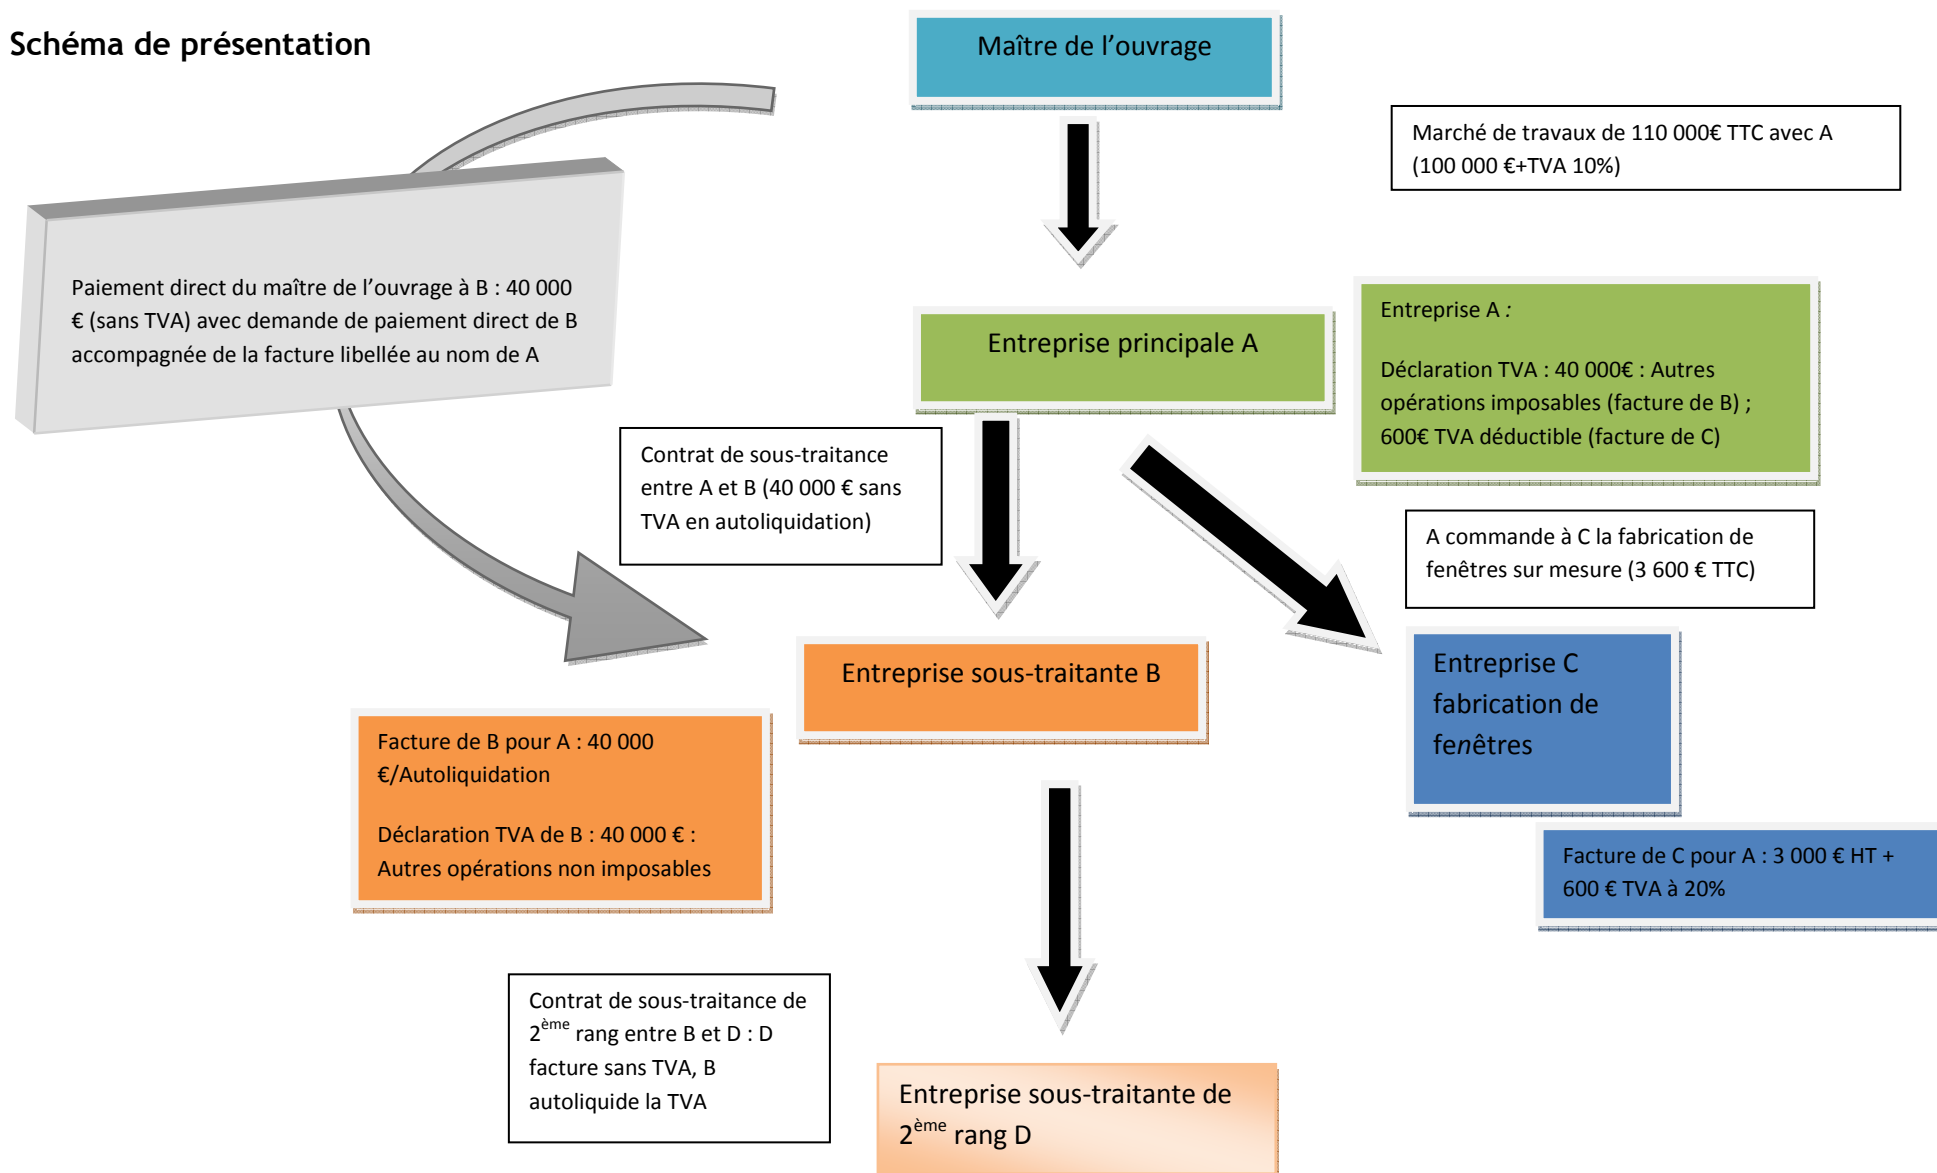 Schéma de présentation
Maître de l'ouvrage
Marché de travaux de 110 000€ TTC avec A
(100 000 €+TVA 10%)
Paiement direct du maître de l'ouvrage à B : 40 000
€ (sans TVA) avec demande de paiement direct de B
accompagnée de la facture libellée au nom de A
Entreprise principale A
Entreprise A :
Déclaration TVA : 40 000€ : Autres
opérations imposables (facture de B) ;
600€ TVA déductible (facture de C)
Contrat de sous-traitance
entre A et B (40 000 € sans
TVA en autoliquidation)
A commande à C la fabrication de
fenêtres sur mesure (3 600 € TTC)
Entreprise sous-traitante B
Entreprise C
fabrication de
fenêtres
Facture de B pour A : 40 000
€/Autoliquidation
Déclaration TVA de B : 40 000 € :
Autres opérations non imposables
Facture de C pour A : 3 000 € HT +
600 € TVA à 20%
Contrat de sous-traitance de
2ème rang entre B et D : D
facture sans TVA, B
autoliquide la TVA
Entreprise sous-traitante de
2ème rang D